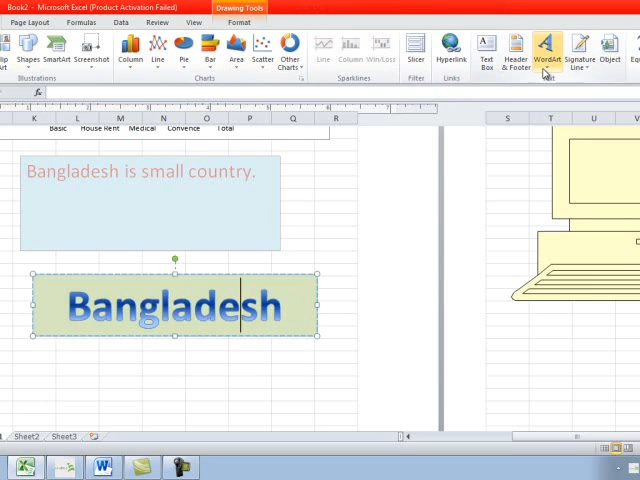 Book2 - Microsoft Excel (Product Activation Failed)
Drawing Tools
Page Layout Formulas Data Review View Format
Art Shapes SmartArt Screenshot Column Line Pie Bar Area Scatter Other Charts Line Column Win/Loss Slicer Hyperlink Text Box Header & Footer WordArt Signature Line Object
Illustrations Charts Sparklines Filter Links Text
fx
K L M N O P Q R S T U V
Basic House Rent Medical Convence Total
Bangladesh is small country.
Bangladesh
Sheet2 Sheet3